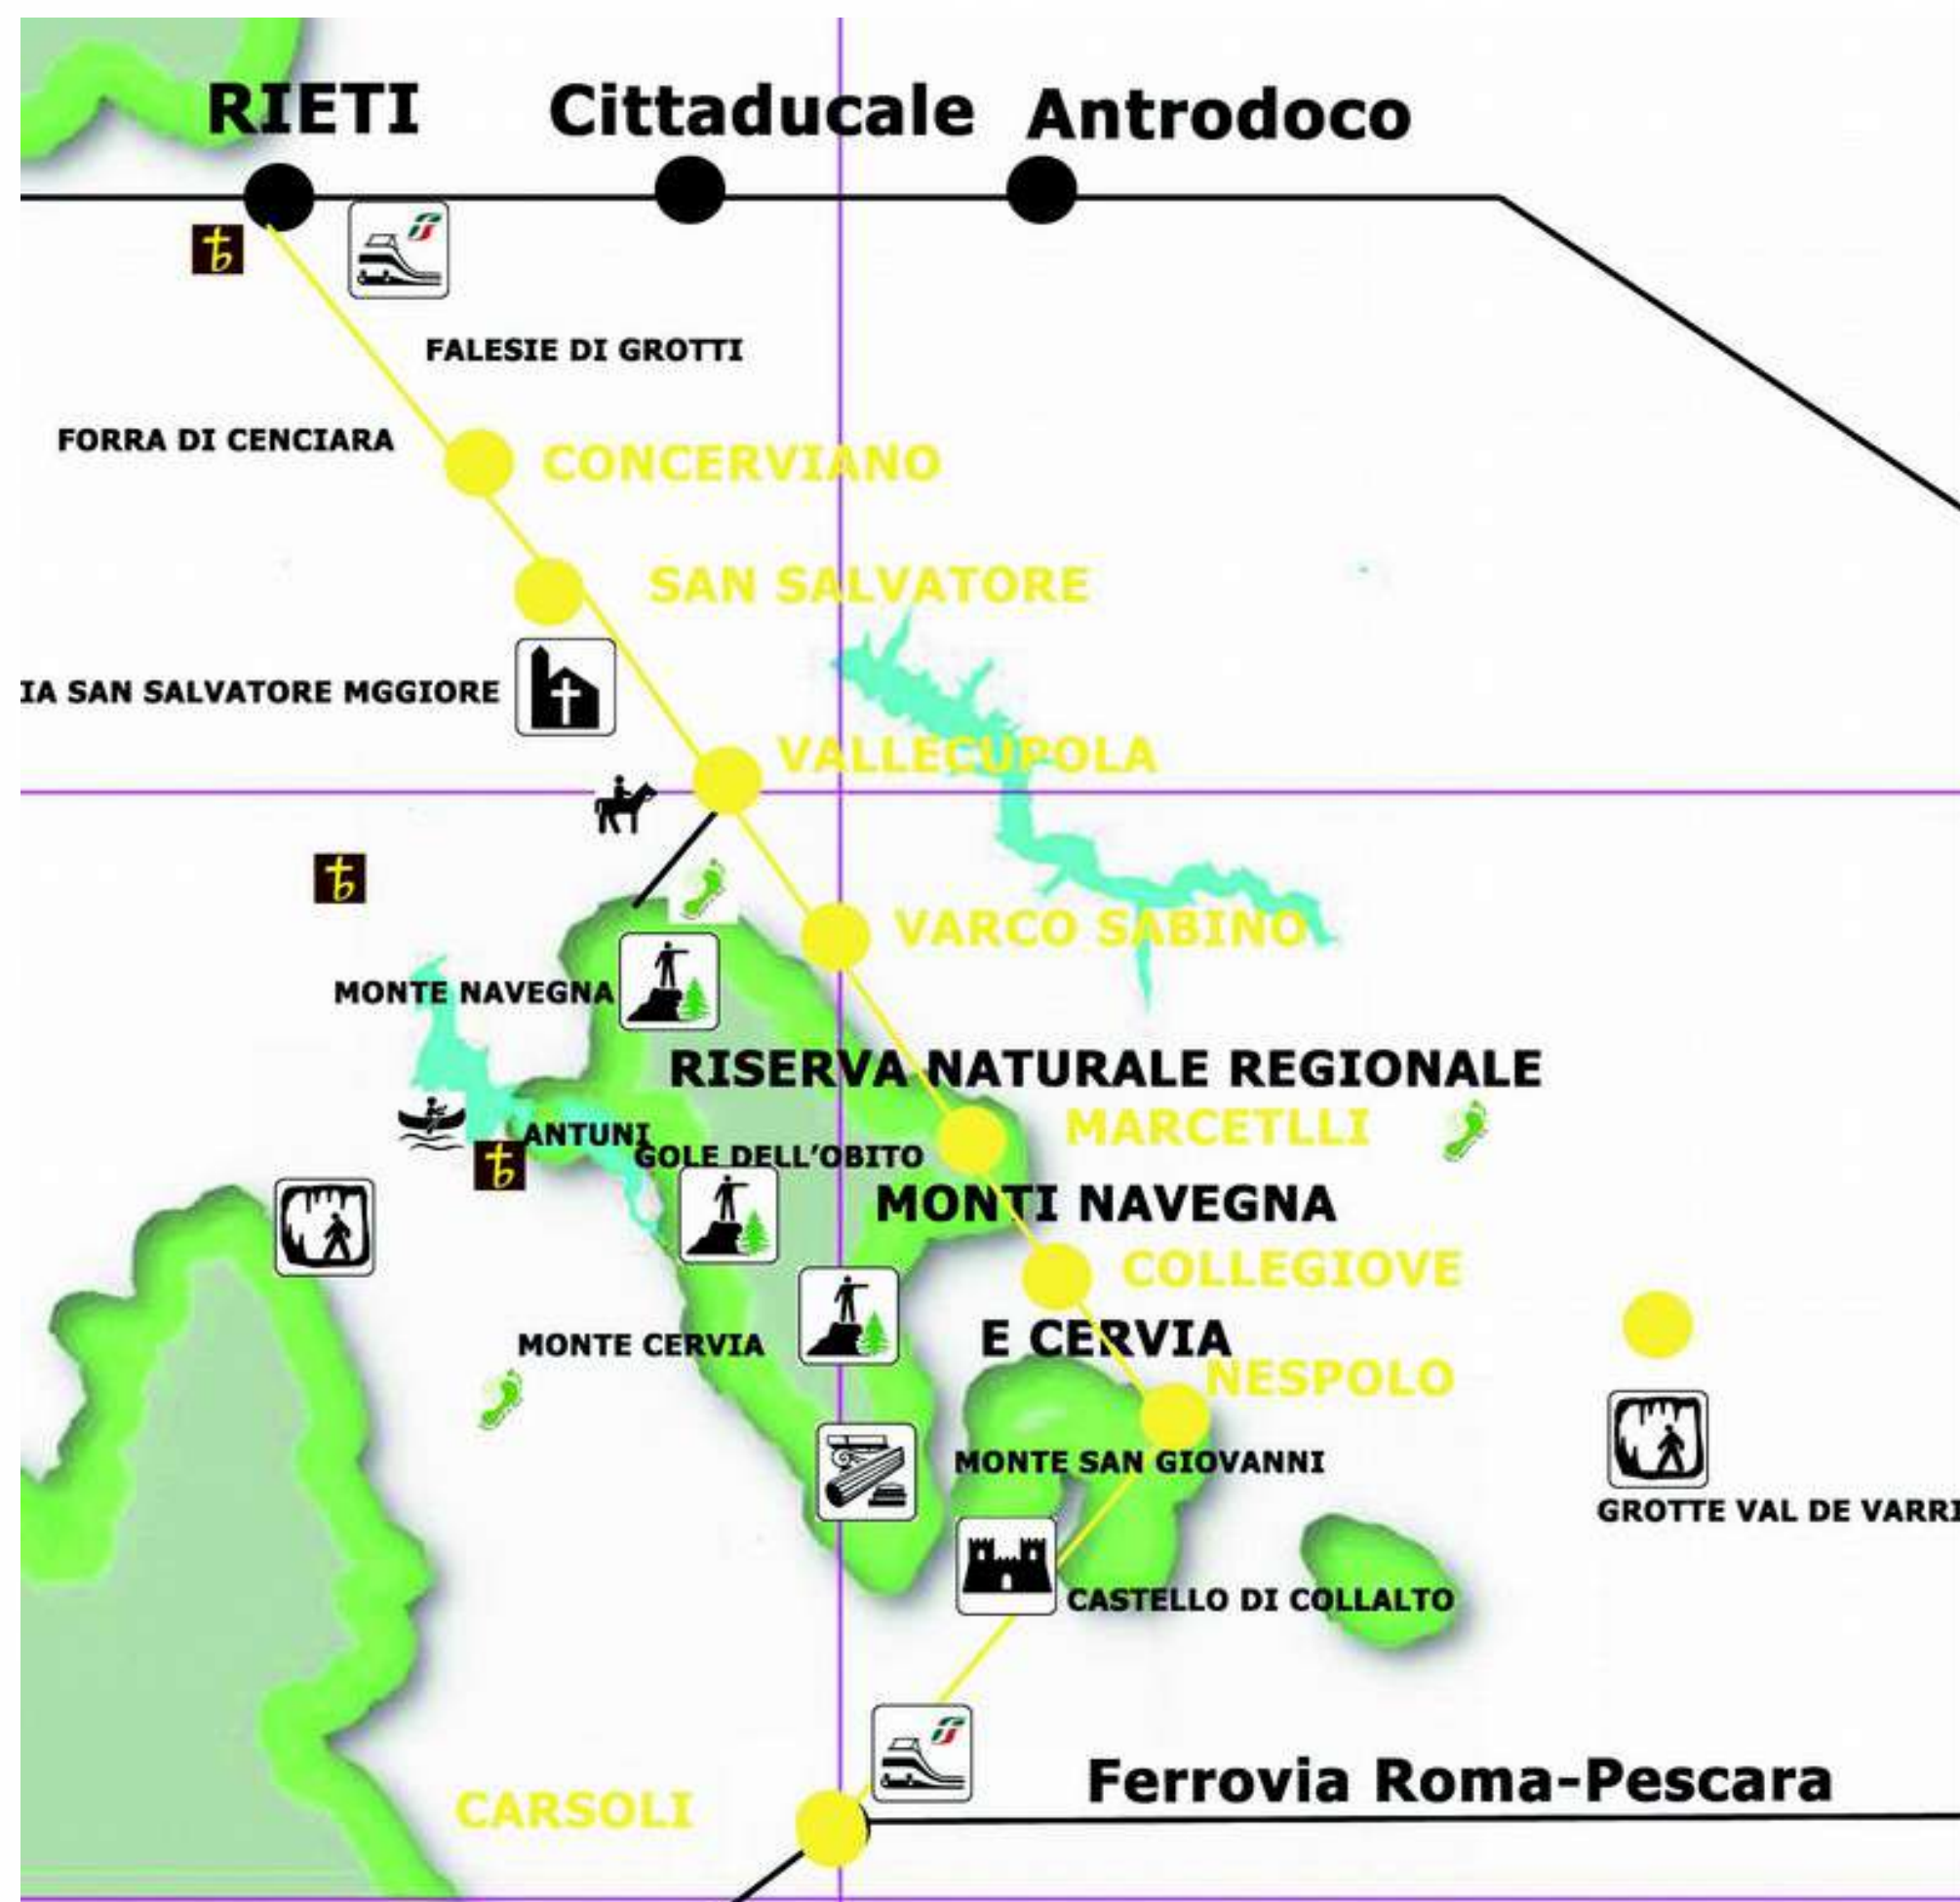 RIETI
Cittaducale
Antrodoco
FALESIE DI GROTTI
FORRA DI CENCIARA
CONCERVIANO
SAN SALVATORE
IA SAN SALVATORE MGGIORE
VALLECUPOLA
VARCO SABINO
MONTE NAVEGNA
RISERVA NATURALE REGIONALE
MARCETLLI
ANTUNI
GOLE DELL'OBITO
MONTI NAVEGNA
COLLEGIOVE
E CERVIA
MONTE CERVIA
NESPOLO
MONTE SAN GIOVANNI
GROTTE VAL DE VARRI
CASTELLO DI COLLALTO
Ferrovia Roma-Pescara
CARSOLI